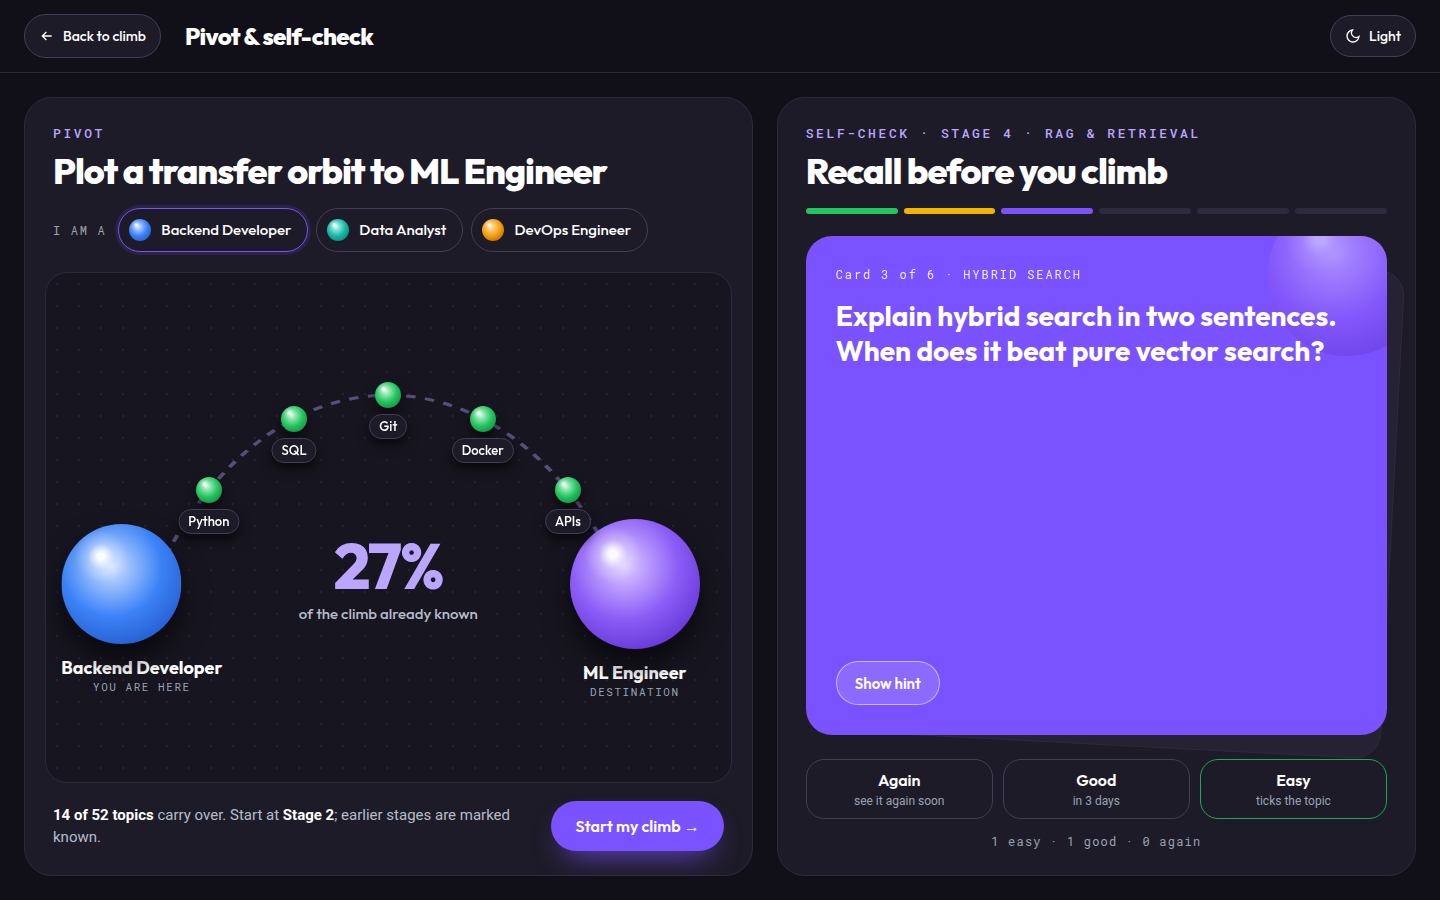 ← Back to climb
Pivot & self-check
Light
PIVOT
Plot a transfer orbit to ML Engineer
I AM A
Backend Developer
Data Analyst
DevOps Engineer
Git
SQL
Docker
Python
APIs
27%
of the climb already known
Backend Developer
YOU ARE HERE
ML Engineer
DESTINATION
14 of 52 topics carry over. Start at Stage 2; earlier stages are marked
known.
Start my climb →
SELF-CHECK · STAGE 4 · RAG & RETRIEVAL
Recall before you climb
Card 3 of 6 · HYBRID SEARCH
Explain hybrid search in two sentences.
When does it beat pure vector search?
Show hint
Again
see it again soon
Good
in 3 days
Easy
ticks the topic
1 easy · 1 good · 0 again